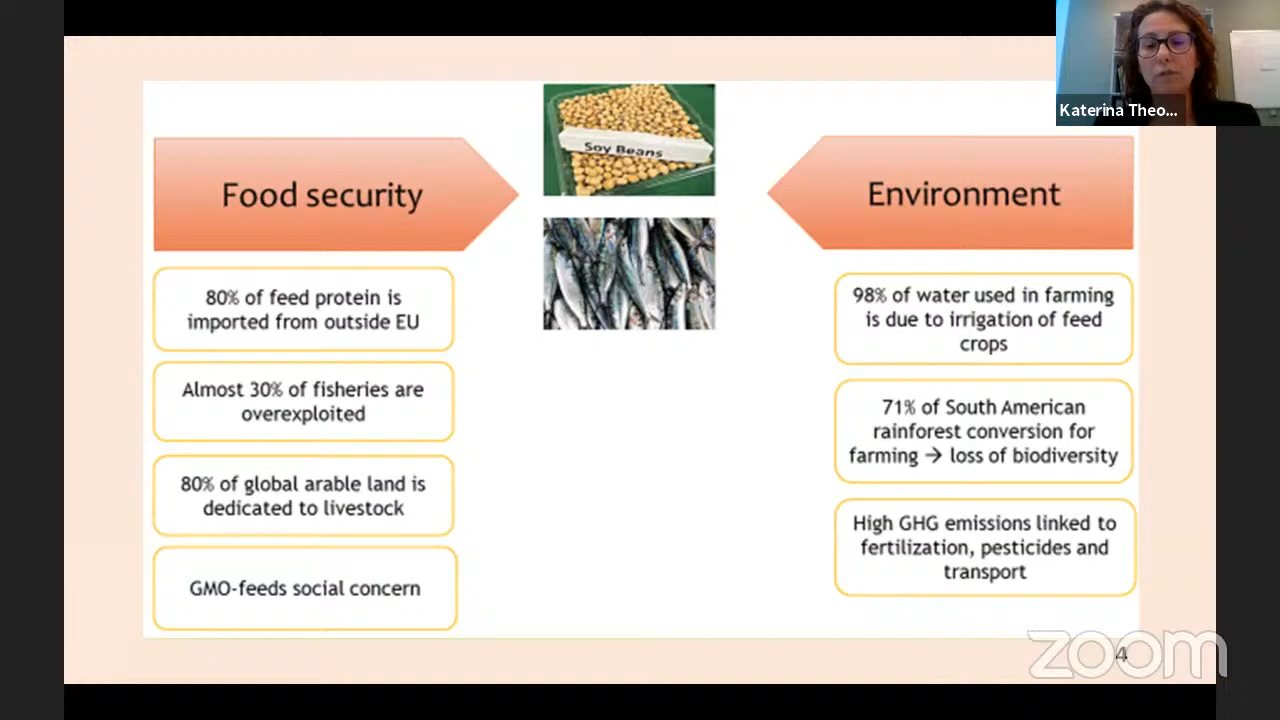 Katerina Theo...
Soy Beans
Food security
80% of feed protein is
imported from outside EU
Almost 30% of fisheries are
overexploited
80% of global arable land is
dedicated to livestock
GMO-feeds social concern
Environment
98% of water used in farming
is due to irrigation of feed
crops
71% of South American
rainforest conversion for
farming → loss of biodiversity
High GHG emissions linked to
fertilization, pesticides and
transport
zoom
4